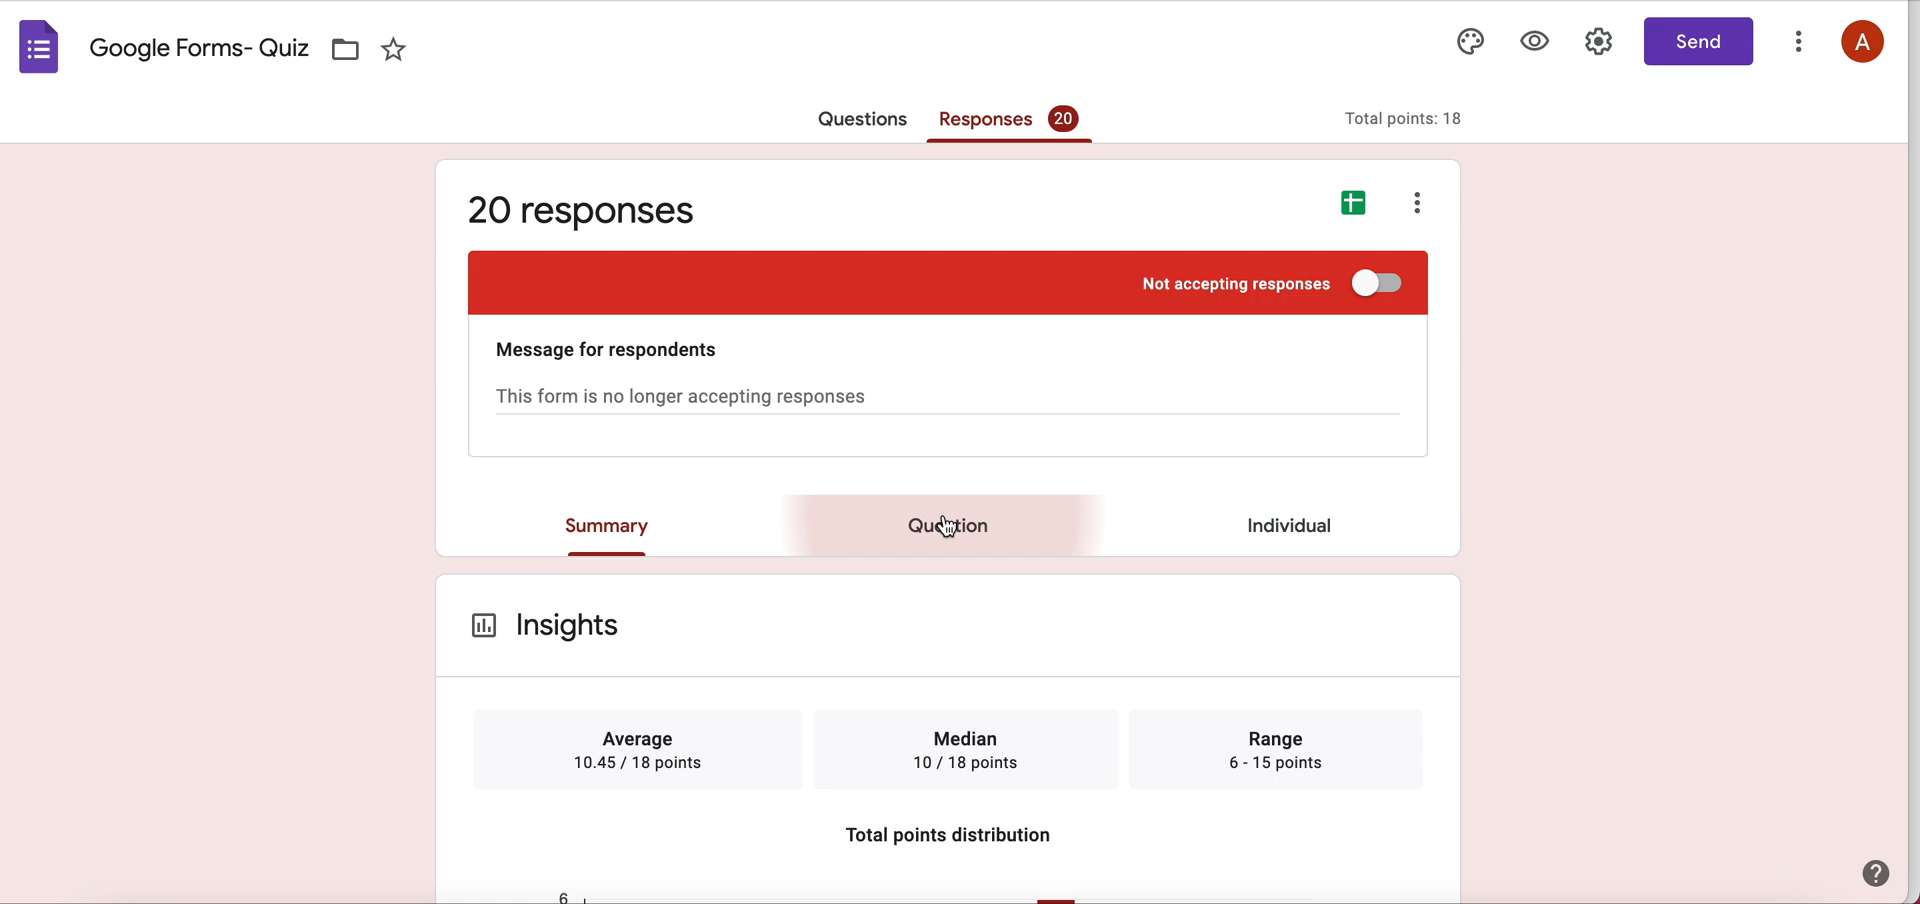 Google Forms- Quiz
Send
A
Questions
Responses 20
Total points: 18
20 responses
Not accepting responses
Message for respondents
This form is no longer accepting responses
Summary
Question
Individual
Insights
Average
10.45 / 18 points
Median
10 / 18 points
Range
6 - 15 points
Total points distribution
6